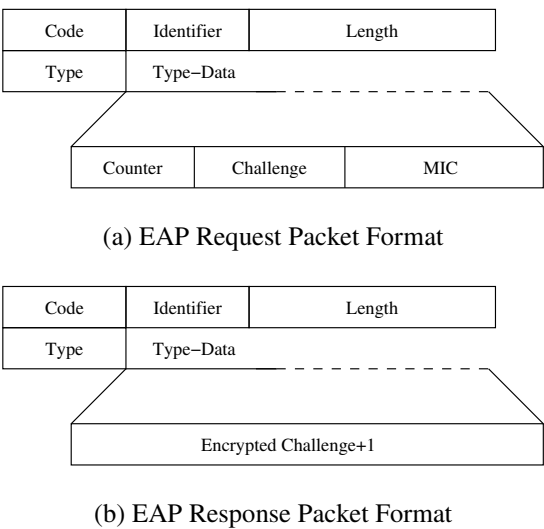 Code Identifier Length
Type Type−Data
Counter Challenge MIC
(a) EAP Request Packet Format
Code Identifier Length
Type Type−Data
Encrypted Challenge+1
(b) EAP Response Packet Format